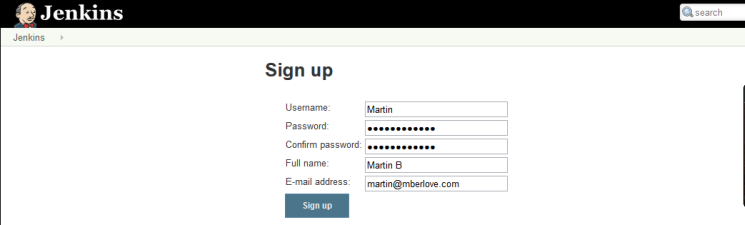 Jenkins
search
Jenkins
Sign up
Username: Martin
Password: ●●●●●●●●●●●●
Confirm password: ●●●●●●●●●●●●
Full name: Martin B
E-mail address: martin@mberlove.com
Sign up